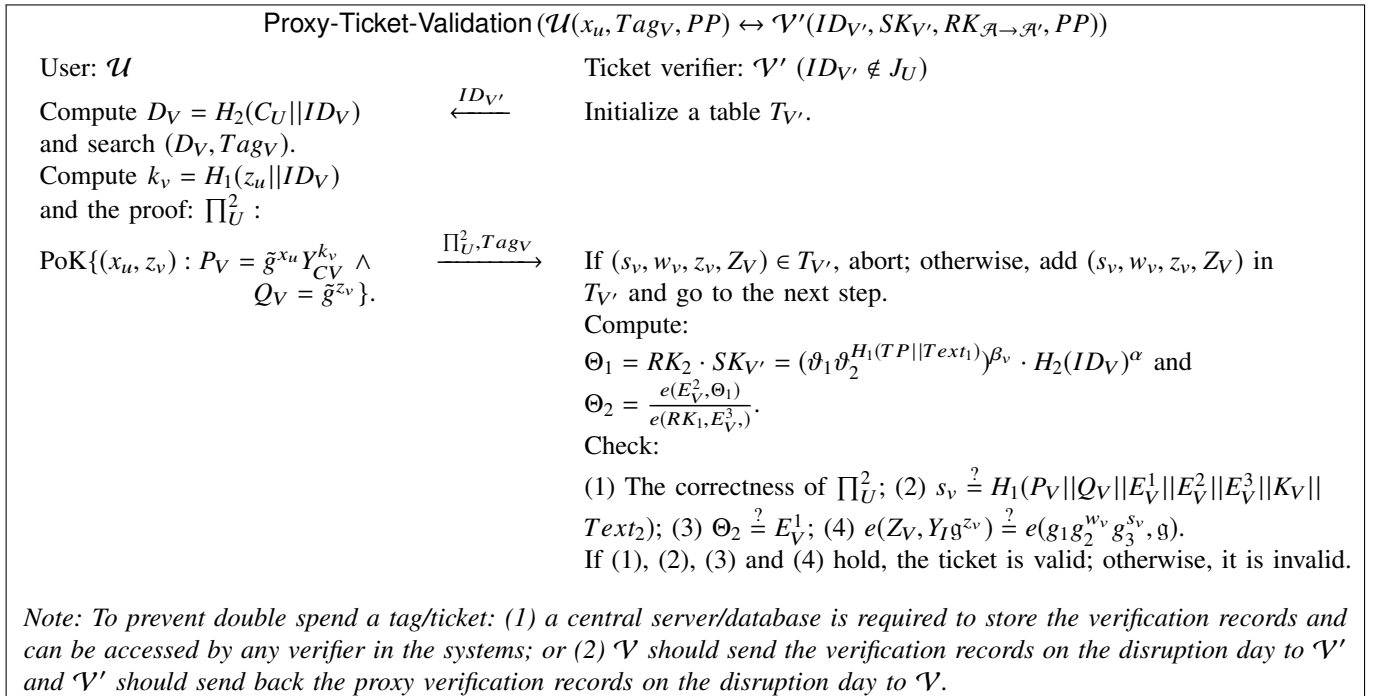 Proxy-Ticket-Validation (𝒰(x_u, Tag_V, PP) ↔ 𝒱′(ID_{V′}, SK_{V′}, RK_{𝒜→𝒜′}, PP))
User: 𝒰 Ticket verifier: 𝒱′ (ID_{V′} ∉ J_U)
Compute D_V = H_2(C_U||ID_V) ⟵^{ID_{V′}} Initialize a table T_{V′}.
and search (D_V, Tag_V).
Compute k_v = H_1(z_u||ID_V)
and the proof: ∏_U^2 :
PoK{(x_u, z_v) : P_V = g̃^{x_u} Y_{CV}^{k_v} ∧ ⟶^{∏_U^2, Tag_V} If (s_v, w_v, z_v, Z_V) ∈ T_{V′}, abort; otherwise, add (s_v, w_v, z_v, Z_V) in
Q_V = g̃^{z_v}}. T_{V′} and go to the next step.
Compute:
Θ_1 = RK_2 · SK_{V′} = (ϑ_1 ϑ_2^{H_1(TP||Text_1)})^{β_v} · H_2(ID_V)^α and
Θ_2 = e(E_V^2, Θ_1) / e(RK_1, E_V^3,).
Check:
(1) The correctness of ∏_U^2; (2) s_v ≟ H_1(P_V||Q_V||E_V^1||E_V^2||E_V^3||K_V||
Text_2); (3) Θ_2 ≟ E_V^1; (4) e(Z_V, Y_I 𝔤^{z_v}) ≟ e(g_1 g_2^{w_v} g_3^{s_v}, 𝔤).
If (1), (2), (3) and (4) hold, the ticket is valid; otherwise, it is invalid.
Note: To prevent double spend a tag/ticket: (1) a central server/database is required to store the verification records and
can be accessed by any verifier in the systems; or (2) 𝒱 should send the verification records on the disruption day to 𝒱′
and 𝒱′ should send back the proxy verification records on the disruption day to 𝒱.